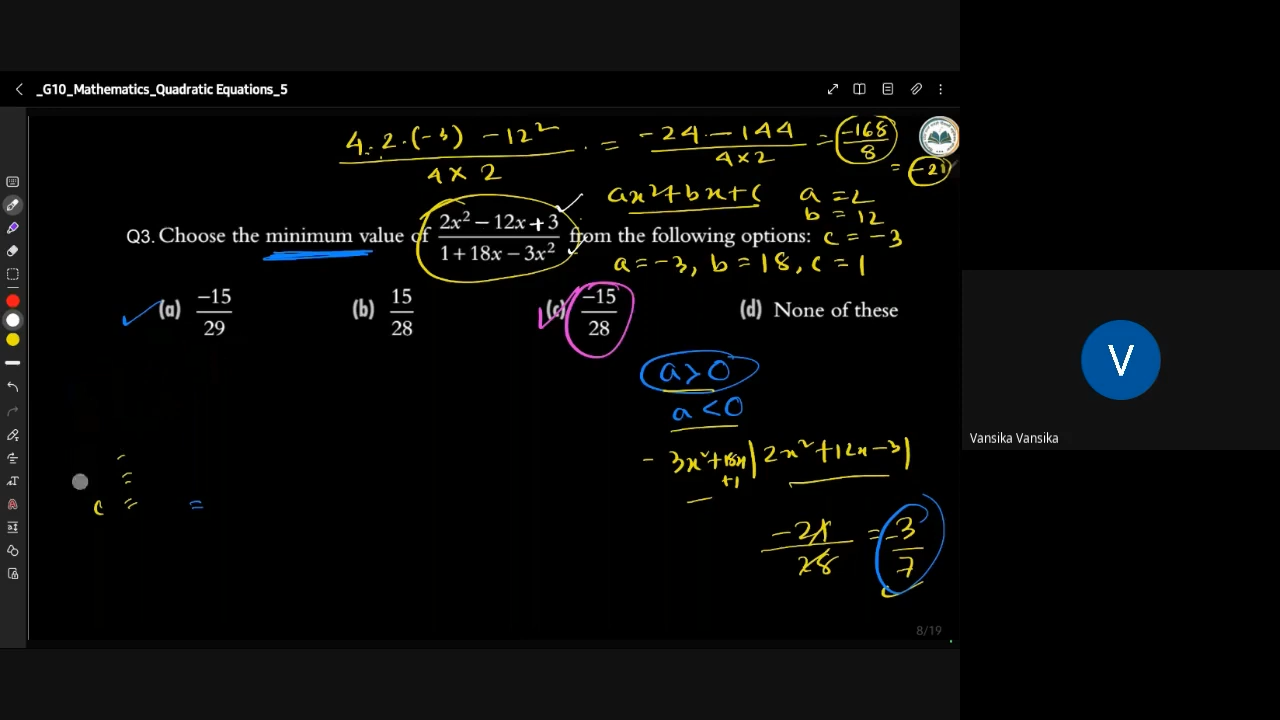 _G10_Mathematics_Quadratic Equations_5
4·2·(-3) - 12² / 4 × 2 = -24 - 144 / 4×2 = -168/8
= -21
ax²+bx+c a = 2
b = 12
Q3. Choose the minimum value of 2x² − 12x + 3 / 1 + 18x − 3x² from the following options: c = -3
a = -3, b = 18, c = 1
(a) −15/29 (b) 15/28 (c) −15/28 (d) None of these
a > 0
a < 0
- 3x²+18x +1 | 2x²+12x-3 |
-21/28 = -3/7
c = =
8/19
V
Vansika Vansika